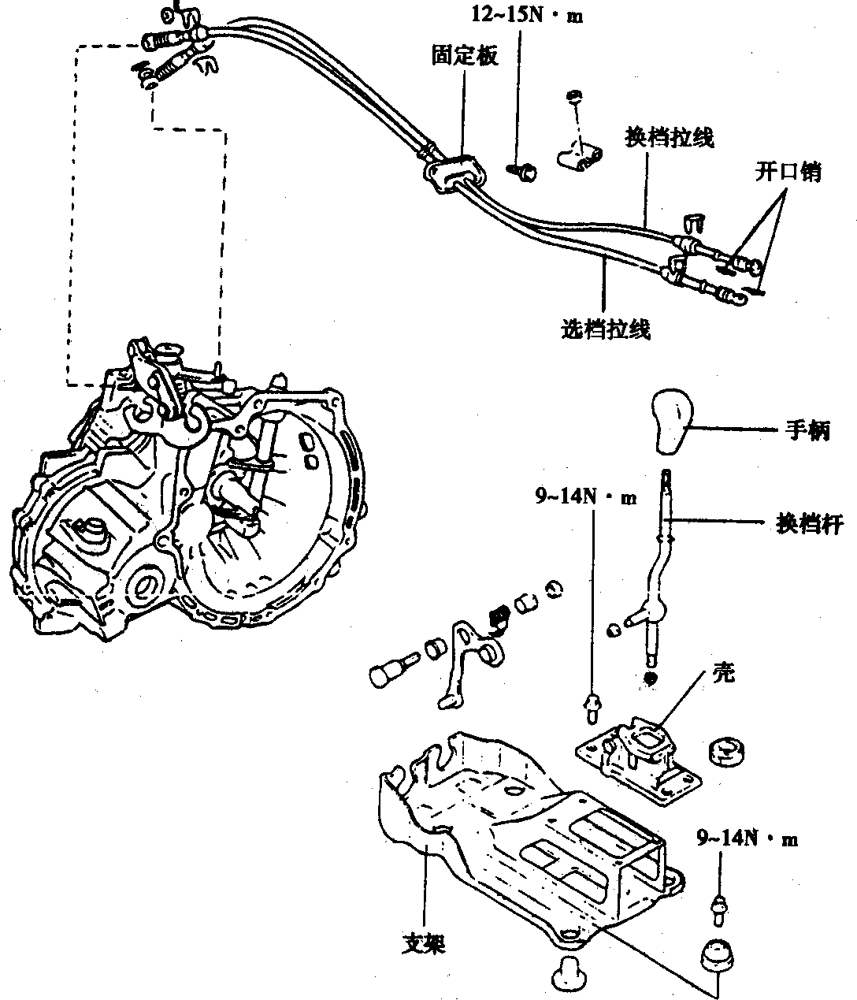 12~15N·m
固定板
换档拉线
开口销
选档拉线
手柄
9~14N·m
换档杆
壳
9~14N·m
支架